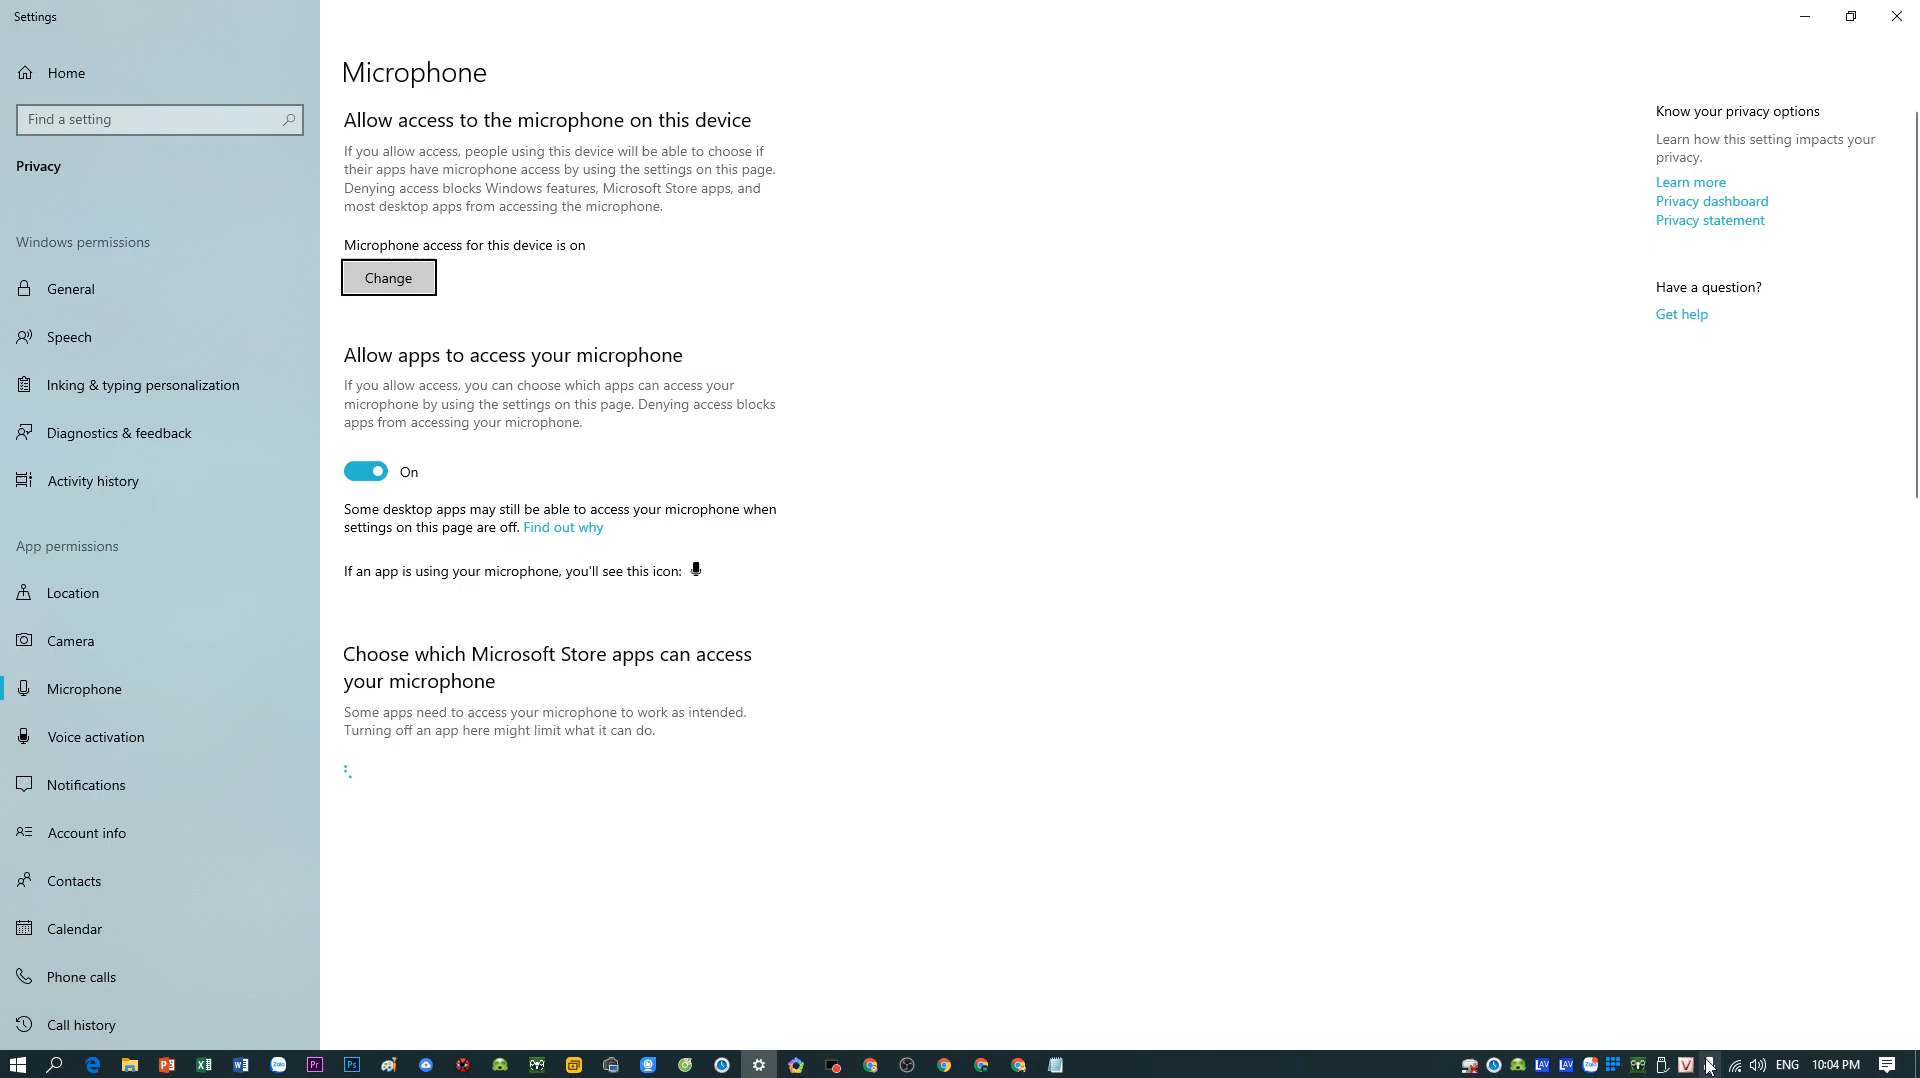 Settings
Home
Find a setting
Privacy
Windows permissions
General
Speech
Inking & typing personalization
Diagnostics & feedback
Activity history
App permissions
Location
Camera
Microphone
Voice activation
Notifications
Account info
Contacts
Calendar
Phone calls
Call history
Microphone
Allow access to the microphone on this device
If you allow access, people using this device will be able to choose if
their apps have microphone access by using the settings on this page.
Denying access blocks Windows features, Microsoft Store apps, and
most desktop apps from accessing the microphone.
Microphone access for this device is on
Change
Allow apps to access your microphone
If you allow access, you can choose which apps can access your
microphone by using the settings on this page. Denying access blocks
apps from accessing your microphone.
On
Some desktop apps may still be able to access your microphone when
settings on this page are off. Find out why
If an app is using your microphone, you'll see this icon:
Choose which Microsoft Store apps can access
your microphone
Some apps need to access your microphone to work as intended.
Turning off an app here might limit what it can do.
Know your privacy options
Learn how this setting impacts your
privacy.
Learn more
Privacy dashboard
Privacy statement
Have a question?
Get help
Zalo
Pr
Ps
LAV
LAV
ENG
10:04 PM